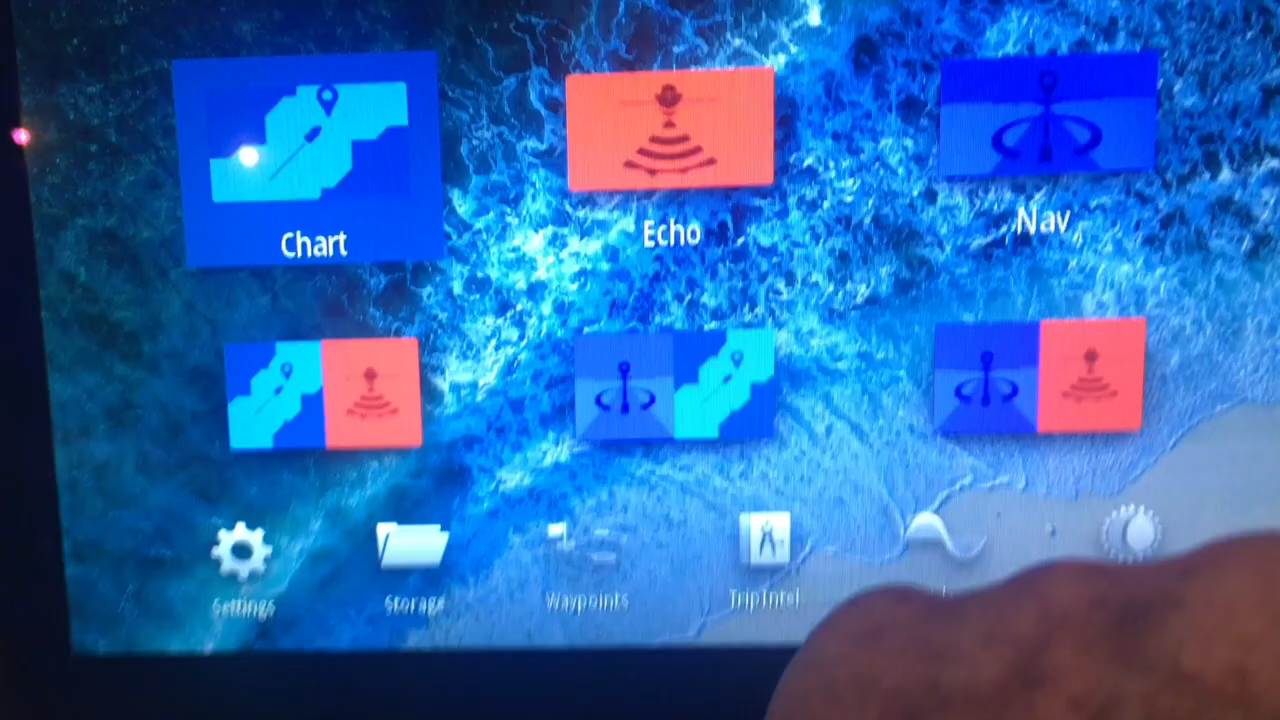 Chart
Echo
Nav
Settings
Storage
Waypoints
TripIntel